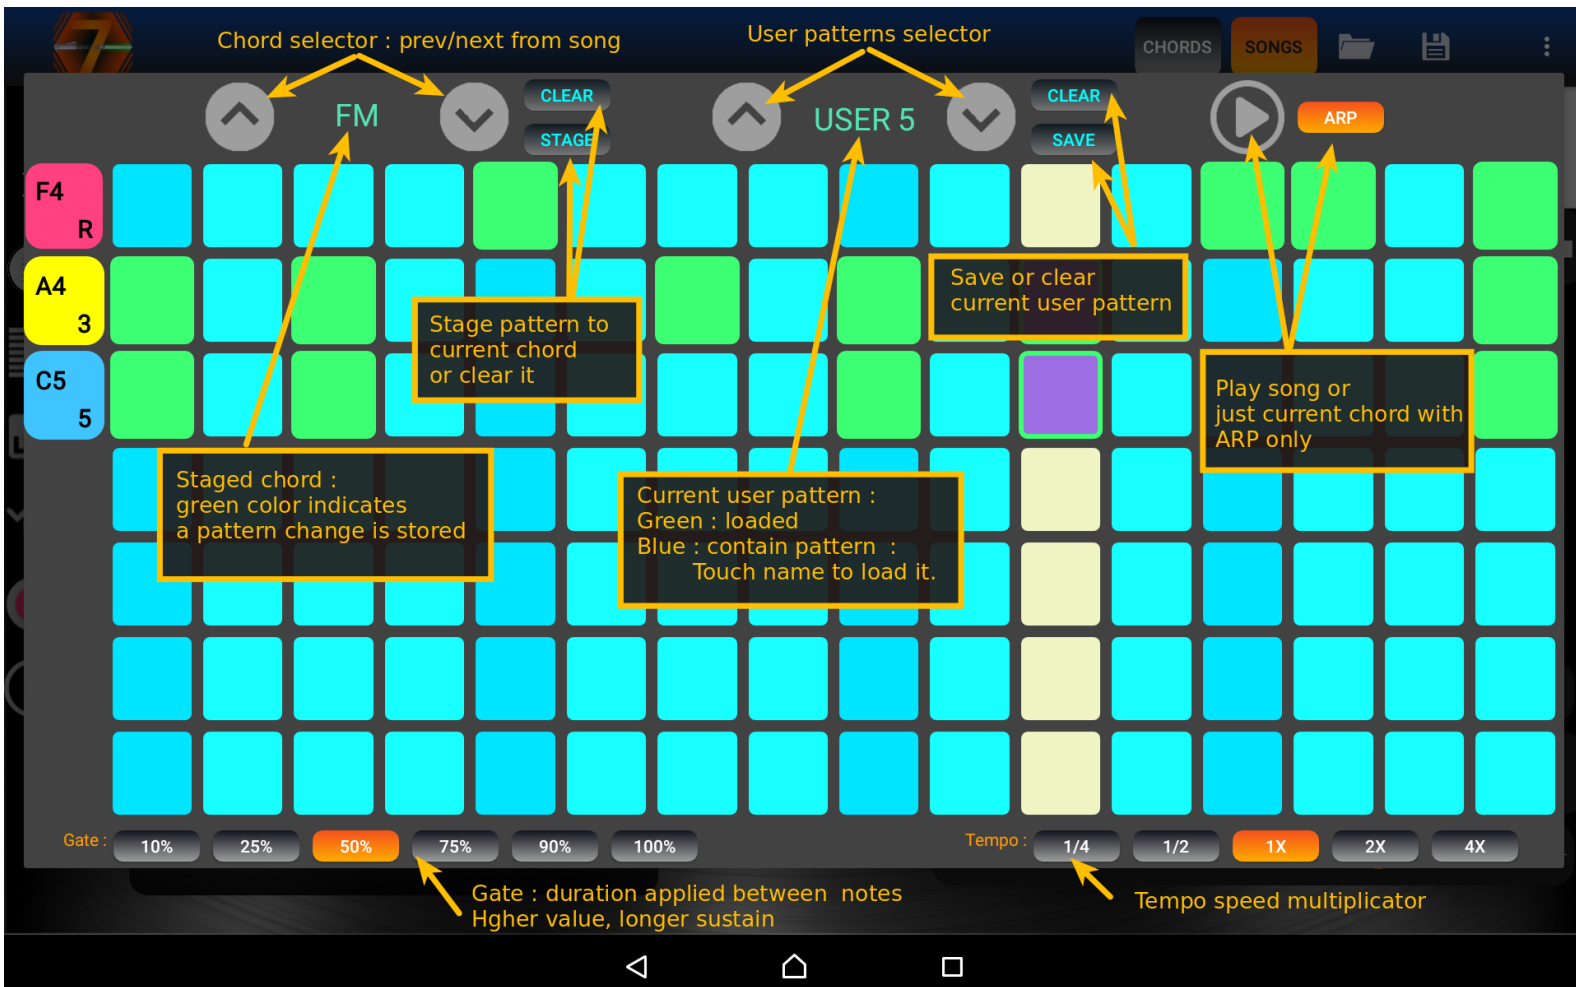 7
Chord selector : prev/next from song
User patterns selector
CHORDS
SONGS
FM
CLEAR
STAGE
USER 5
CLEAR
SAVE
ARP
F4
R
A4
3
C5
5
Stage pattern to
current chord
or clear it
Save or clear
current user pattern
Play song or
just current chord with
ARP only
Staged chord :
green color indicates
a pattern change is stored
Current user pattern :
Green : loaded
Blue : contain pattern :
Touch name to load it.
Gate :
10%
25%
50%
75%
90%
100%
Tempo :
1/4
1/2
1X
2X
4X
Gate : duration applied between notes
Hgher value, longer sustain
Tempo speed multiplicator